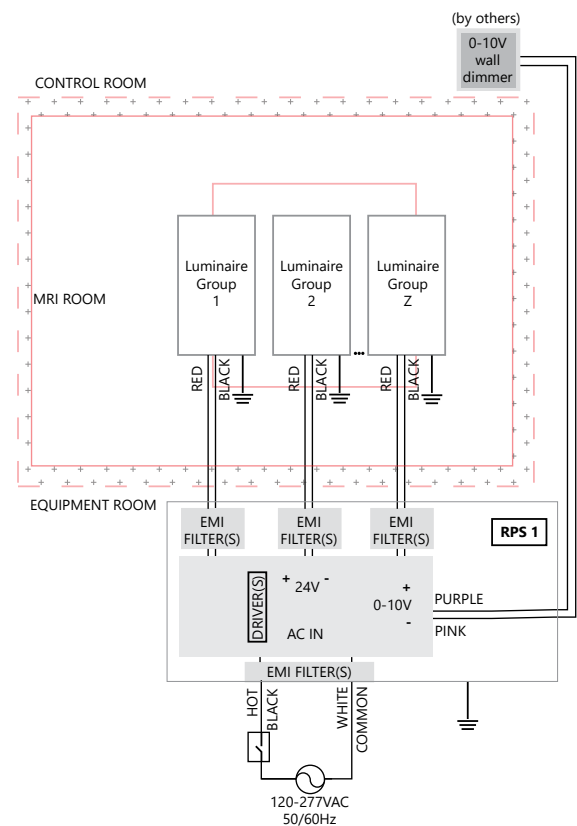 (by others)
0-10V
wall
dimmer
CONTROL ROOM
MRI ROOM
Luminaire
Group
1
Luminaire
Group
2
...
Luminaire
Group
Z
RED
BLACK
RED
BLACK
RED
BLACK
EQUIPMENT ROOM
EMI
FILTER(S)
EMI
FILTER(S)
EMI
FILTER(S)
RPS 1
DRIVER(S)
+ 24V -
AC IN
+
0-10V
-
PURPLE
PINK
EMI FILTER(S)
HOT
BLACK
WHITE
COMMON
120-277VAC
50/60Hz